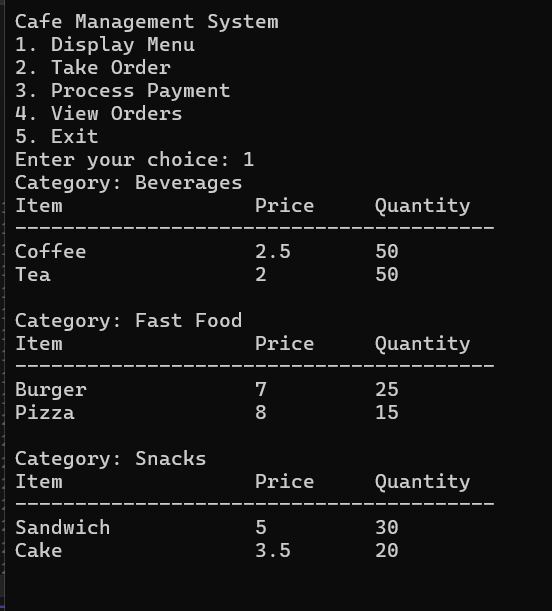 Cafe Management System
1. Display Menu
2. Take Order
3. Process Payment
4. View Orders
5. Exit
Enter your choice: 1
Category: Beverages
Item                Price     Quantity
----------------------------------------
Coffee              2.5       50
Tea                 2         50

Category: Fast Food
Item                Price     Quantity
----------------------------------------
Burger              7         25
Pizza               8         15

Category: Snacks
Item                Price     Quantity
----------------------------------------
Sandwich            5         30
Cake                3.5       20